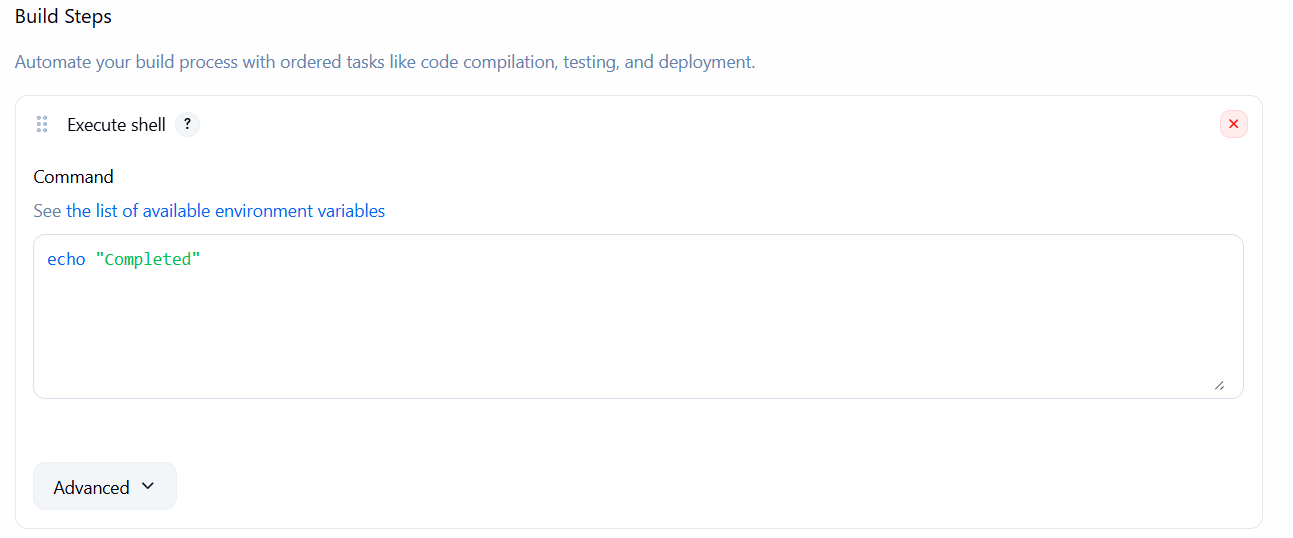 Build Steps
Automate your build process with ordered tasks like code compilation, testing, and deployment.
Execute shell ?
Command
See the list of available environment variables
echo "Completed"
Advanced